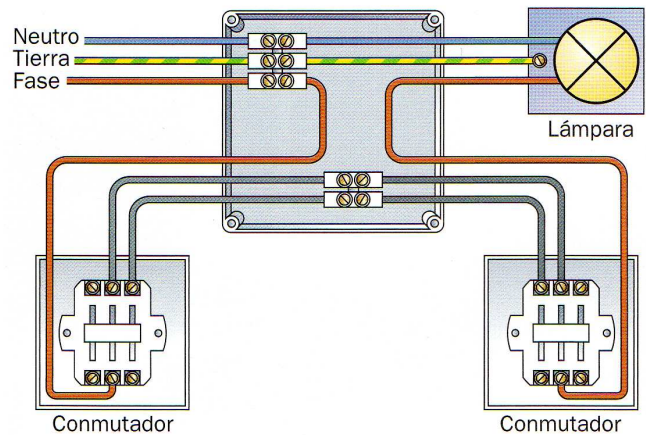 Neutro
Tierra
Fase
Lámpara
Conmutador
Conmutador